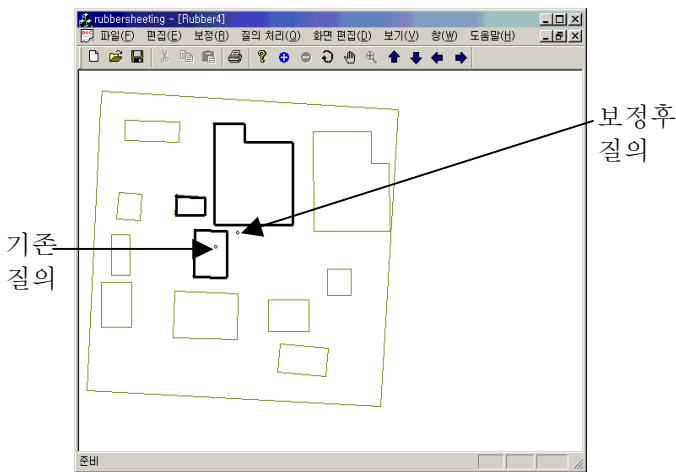 rubbersheeting - [Rubber4]
파일(F) 편집(E) 보정(R) 질의 처리(Q) 화면 편집(D) 보기(V) 창(W) 도움말(H)
보정후
질의
기존
질의
준비